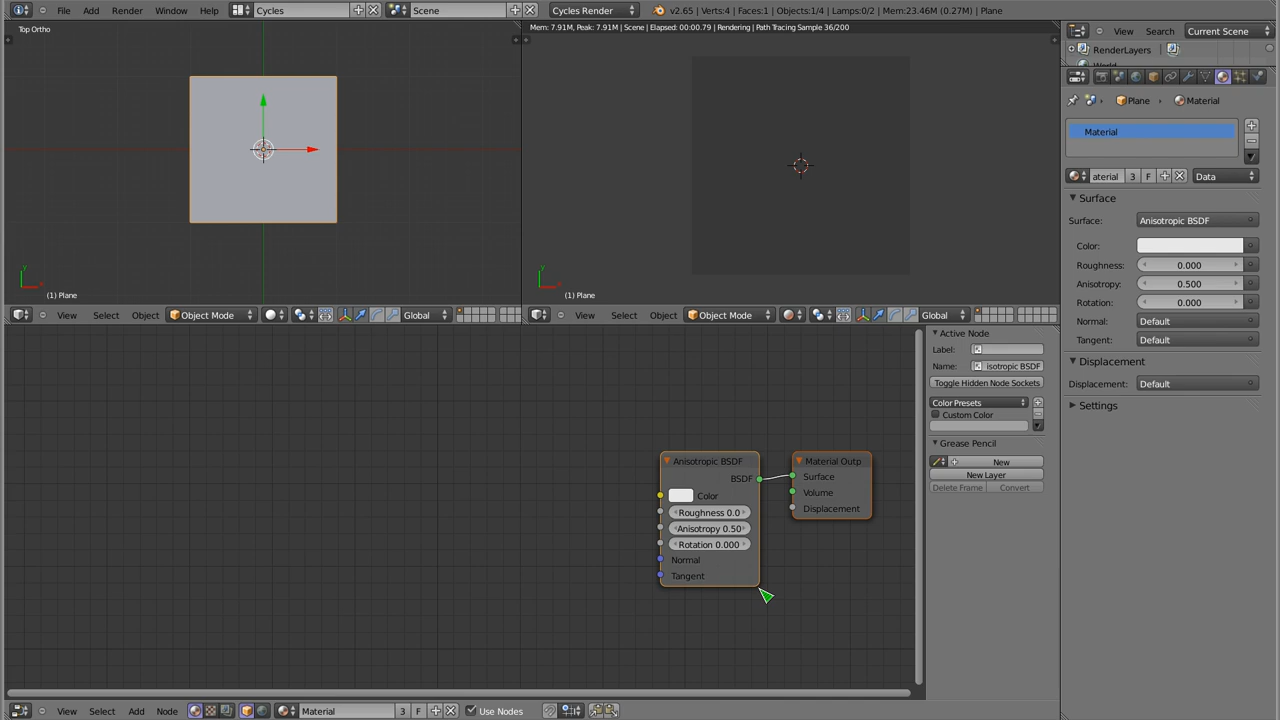 File Add Render Window Help Cycles Scene Cycles Render v2.65 | Verts:4 | Faces:1 | Objects:1/4 | Lamps:0/2 | Mem:23.46M (0.27M) | Plane
Top Ortho
Mem: 7.91M, Peak: 7.91M | Scene | Elapsed: 00:00.79 | Rendering | Path Tracing Sample 36/200
View Search Current Scene
RenderLayers
Plane Material
Material
aterial 3 F Data
Surface
Surface: Anisotropic BSDF
Color:
Roughness: 0.000
Anisotropy: 0.500
Rotation: 0.000
Normal: Default
Tangent: Default
Displacement
Displacement: Default
Settings
y
(1) Plane
y
(1) Plane
View Select Object Object Mode Global
View Select Object Object Mode Global
Active Node
Label:
Name: isotropic BSDF
Toggle Hidden Node Sockets
Color Presets
Custom Color
Grease Pencil
New
New Layer
Delete Frame Convert
Anisotropic BSDF
BSDF
Color
Roughness 0.0
Anisotropy 0.50
Rotation 0.000
Normal
Tangent
Material Outp
Surface
Volume
Displacement
View Select Add Node Material 3 F Use Nodes